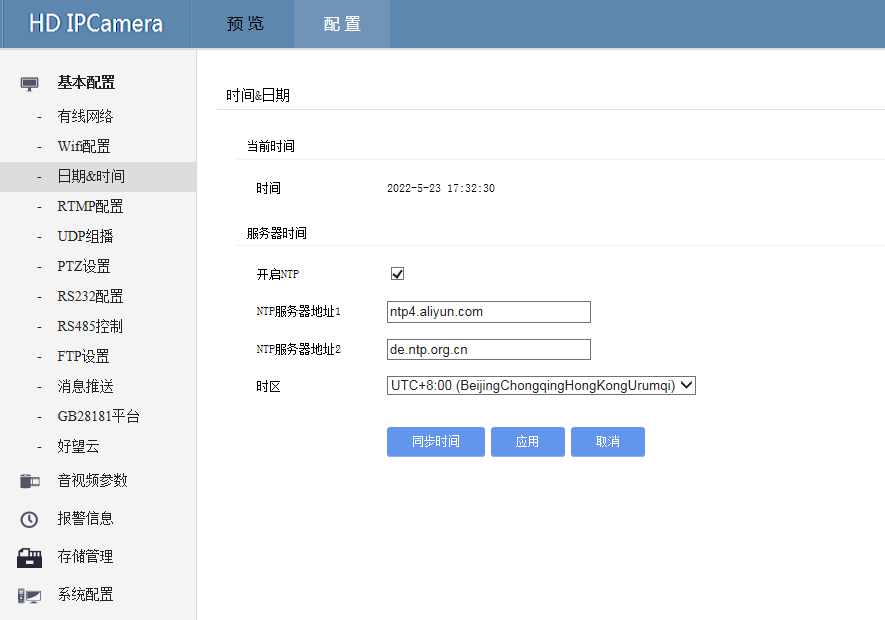 HD IPCamera
预 览
配 置
基本配置
- 有线网络
- Wifi配置
- 日期&时间
- RTMP配置
- UDP组播
- PTZ设置
- RS232配置
- RS485控制
- FTP设置
- 消息推送
- GB28181平台
- 好望云
音视频参数
报警信息
存储管理
系统配置
时间&日期
当前时间
时间 2022-5-23 17:32:30
服务器时间
开启NTP
NTP服务器地址1 ntp4.aliyun.com
NTP服务器地址2 de.ntp.org.cn
时区 UTC+8:00 (BeijingChongqingHongKongUrumqi)
同步时间 应用 取消